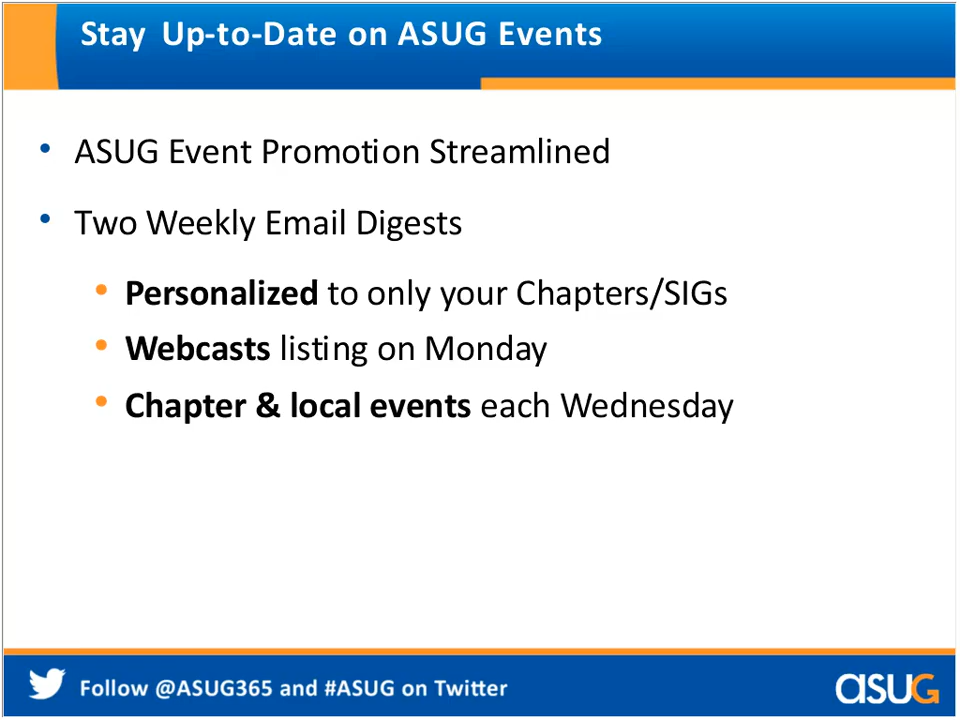 Stay Up-to-Date on ASUG Events
• ASUG Event Promotion Streamlined
• Two Weekly Email Digests
• Personalized to only your Chapters/SIGs
• Webcasts listing on Monday
• Chapter & local events each Wednesday
Follow @ASUG365 and #ASUG on Twitter
asuG